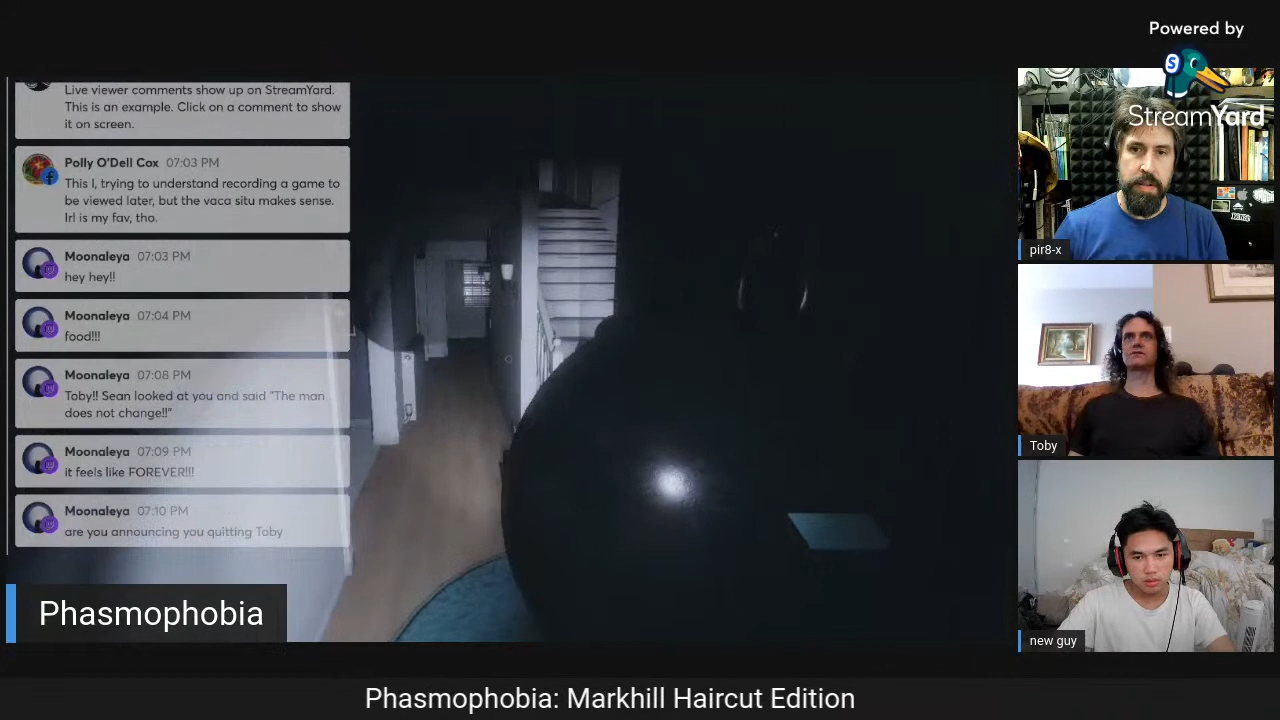 Powered by
StreamYard
Live viewer comments show up on StreamYard.
This is an example. Click on a comment to show
it on screen.
Polly O'Dell Cox 07:03 PM
This I, trying to understand recording a game to
be viewed later, but the vaca situ makes sense.
Irl is my fav, tho.
Moonaleya 07:03 PM
hey hey!!
Moonaleya 07:04 PM
food!!!
Moonaleya 07:08 PM
Toby!! Sean looked at you and said "The man
does not change!!"
Moonaleya 07:09 PM
it feels like FOREVER!!!
Moonaleya 07:10 PM
are you announcing you quitting Toby
Phasmophobia
pir8-x
Toby
new guy
Phasmophobia: Markhill Haircut Edition